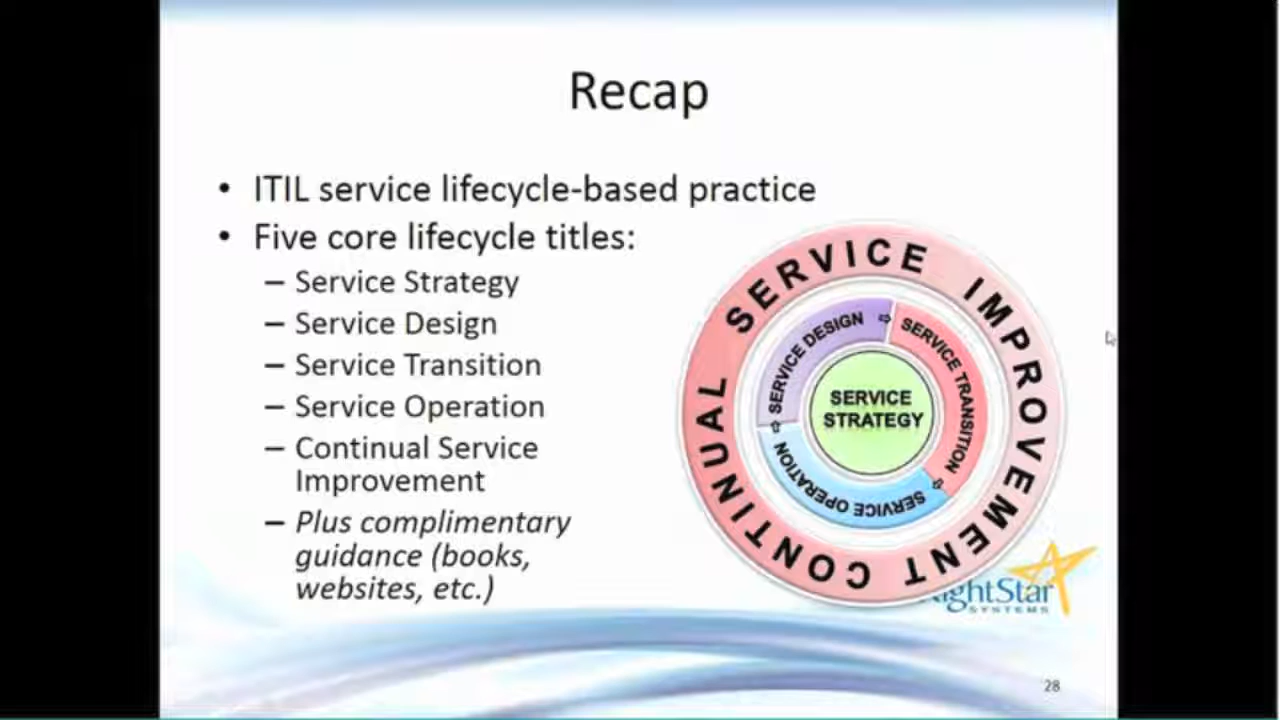 Recap
• ITIL service lifecycle-based practice
• Five core lifecycle titles:
– Service Strategy
– Service Design
– Service Transition
– Service Operation
– Continual Service
Improvement
– Plus complimentary
guidance (books,
websites, etc.)
CONTINUAL SERVICE IMPROVEMENT
SERVICE DESIGN
SERVICE TRANSITION
SERVICE OPERATION
SERVICE
STRATEGY
SYSTEMS
28